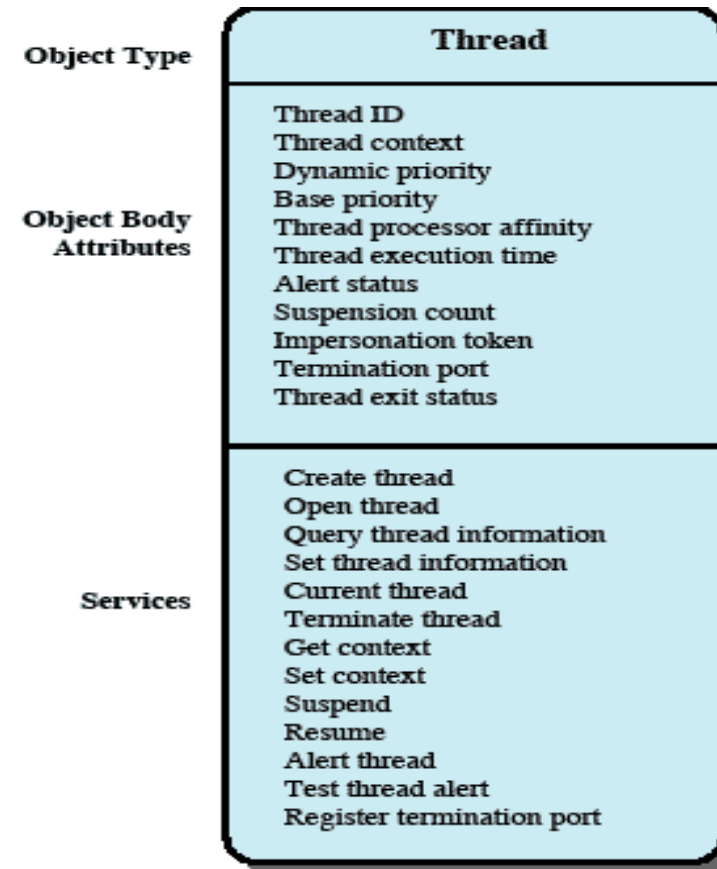 Object Type
Thread
Object Body
Attributes
Thread ID
Thread context
Dynamic priority
Base priority
Thread processor affinity
Thread execution time
Alert status
Suspension count
Impersonation token
Termination port
Thread exit status
Services
Create thread
Open thread
Query thread information
Set thread information
Current thread
Terminate thread
Get context
Set context
Suspend
Resume
Alert thread
Test thread alert
Register termination port